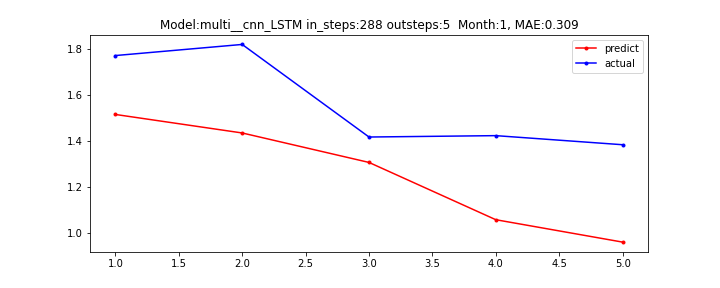 Model:multi__cnn_LSTM in_steps:288 outsteps:5  Month:1, MAE:0.309
predict
actual
1.8
1.6
1.4
1.2
1.0
1.0 1.5 2.0 2.5 3.0 3.5 4.0 4.5 5.0